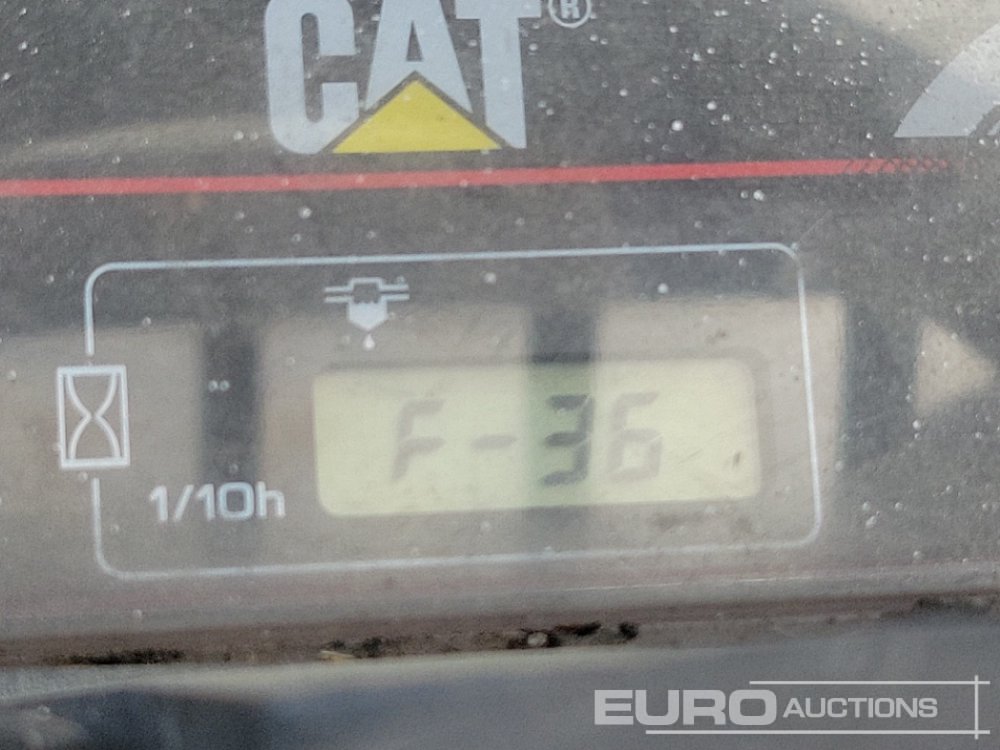 CAT®
1/10h
F-36
EURO AUCTIONS